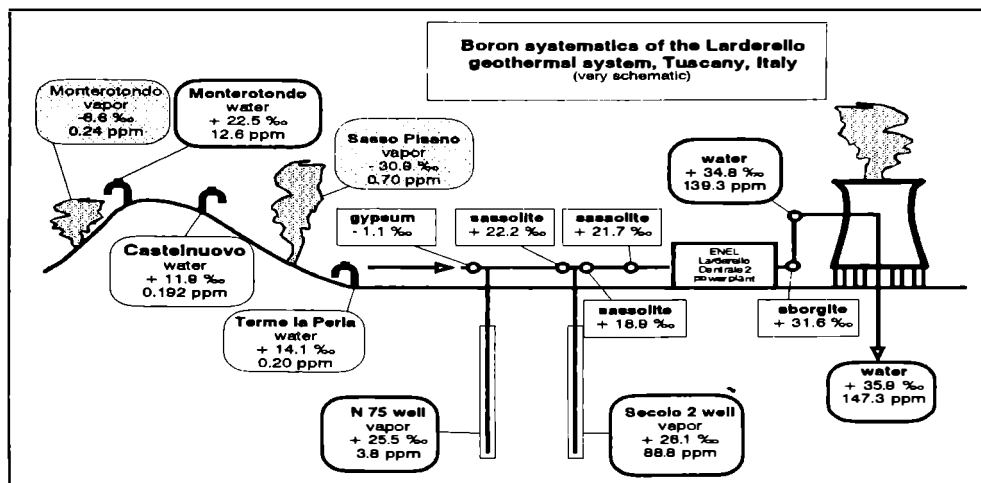 Boron systematics of the Larderello
geothermal system, Tuscany, Italy
(very schematic)
Monterotondo
vapor
-8.6 ‰
0.24 ppm
Monterotondo
water
+ 22.5 ‰
12.6 ppm
Sasso Pisano
vapor
- 30.9 ‰
0.70 ppm
water
+ 34.8 ‰
139.3 ppm
gypsum
- 1.1 ‰
sassolite
+ 22.2 ‰
sassolite
+ 21.7 ‰
Castelnuovo
water
+ 11.9 ‰
0.192 ppm
ENEL
Larderello
Centrale 2
powerplant
Terme la Perla
water
+ 14.1 ‰
0.20 ppm
sassolite
+ 18.9 ‰
sborgite
+ 31.6 ‰
water
+ 35.9 ‰
147.3 ppm
N 75 well
vapor
+ 25.5 ‰
3.8 ppm
Secolo 2 well
vapor
+ 26.1 ‰
88.8 ppm